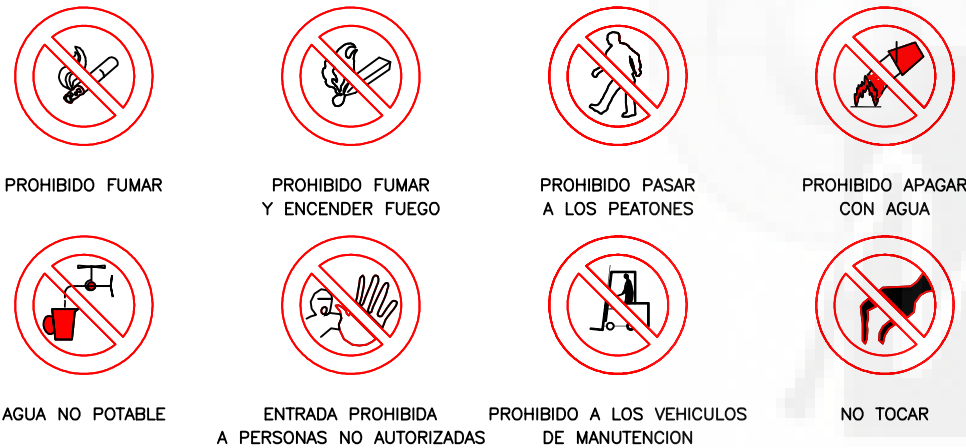 PROHIBIDO FUMAR
PROHIBIDO FUMAR
Y ENCENDER FUEGO
PROHIBIDO PASAR
A LOS PEATONES
PROHIBIDO APAGAR
CON AGUA
AGUA NO POTABLE
ENTRADA PROHIBIDA
A PERSONAS NO AUTORIZADAS
PROHIBIDO A LOS VEHICULOS
DE MANUTENCION
NO TOCAR